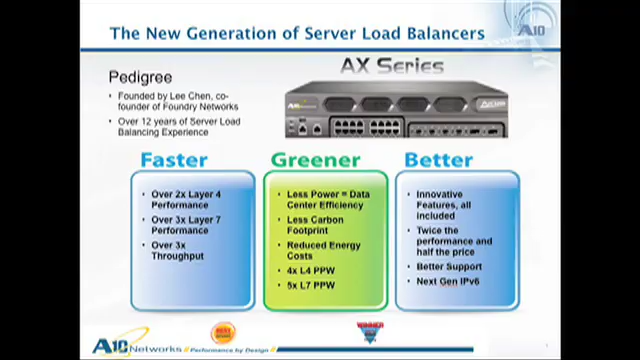 The New Generation of Server Load Balancers
A10
Pedigree
• Founded by Lee Chen, co-
founder of Foundry Networks
• Over 12 years of Server Load
Balancing Experience
AX Series
Faster
• Over 2x Layer 4
Performance
• Over 3x Layer 7
Performance
• Over 3x
Throughput
Greener
• Less Power = Data
Center Efficiency
• Less Carbon
Footprint
• Reduced Energy
Costs
• 4x L4 PPW
• 5x L7 PPW
Better
• Innovative
Features, all
included
• Twice the
performance and
half the price
• Better Support
• Next Gen IPv6
A10 Networks
Performance by Design
WINNER